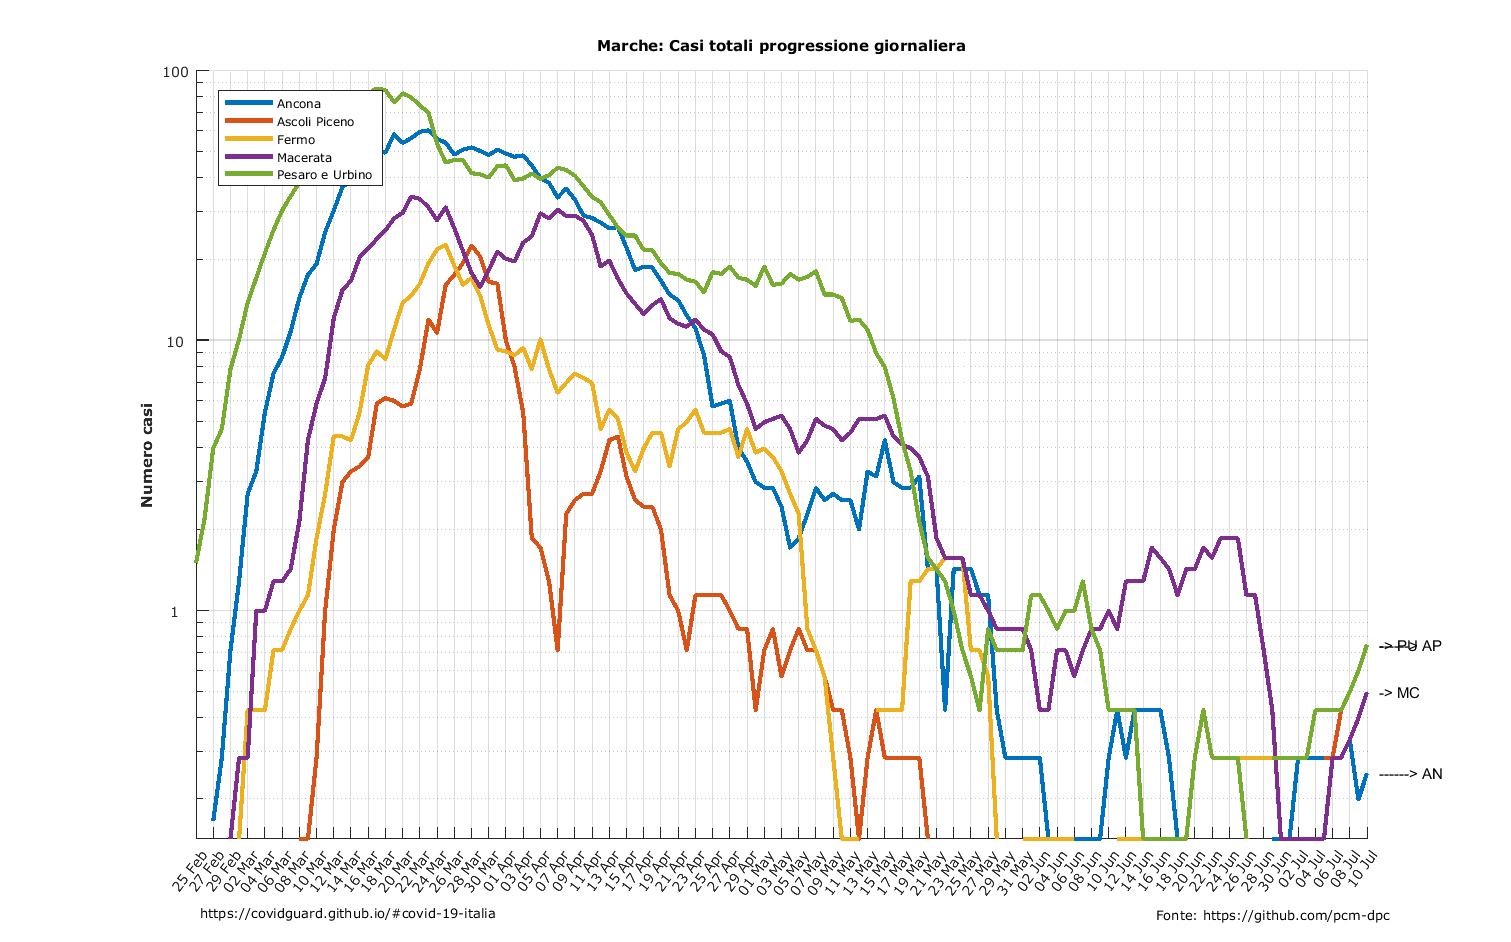 Marche: Casi totali progressione giornaliera
100
10
1
Numero casi
Ancona
Ascoli Piceno
Fermo
Macerata
Pesaro e Urbino
-> PU
AP
-> MC
------> AN
25 Feb
27 Feb
29 Feb
02 Mar
04 Mar
06 Mar
08 Mar
10 Mar
12 Mar
14 Mar
16 Mar
18 Mar
20 Mar
22 Mar
24 Mar
26 Mar
28 Mar
30 Mar
01 Apr
03 Apr
05 Apr
07 Apr
09 Apr
11 Apr
13 Apr
15 Apr
17 Apr
19 Apr
21 Apr
23 Apr
25 Apr
27 Apr
29 Apr
01 May
03 May
05 May
07 May
09 May
11 May
13 May
15 May
17 May
19 May
21 May
23 May
25 May
27 May
29 May
31 May
02 Jun
04 Jun
06 Jun
08 Jun
10 Jun
12 Jun
14 Jun
16 Jun
18 Jun
20 Jun
22 Jun
24 Jun
26 Jun
28 Jun
30 Jun
02 Jul
04 Jul
06 Jul
08 Jul
10 Jul
https://covidguard.github.io/#covid-19-italia
Fonte: https://github.com/pcm-dpc